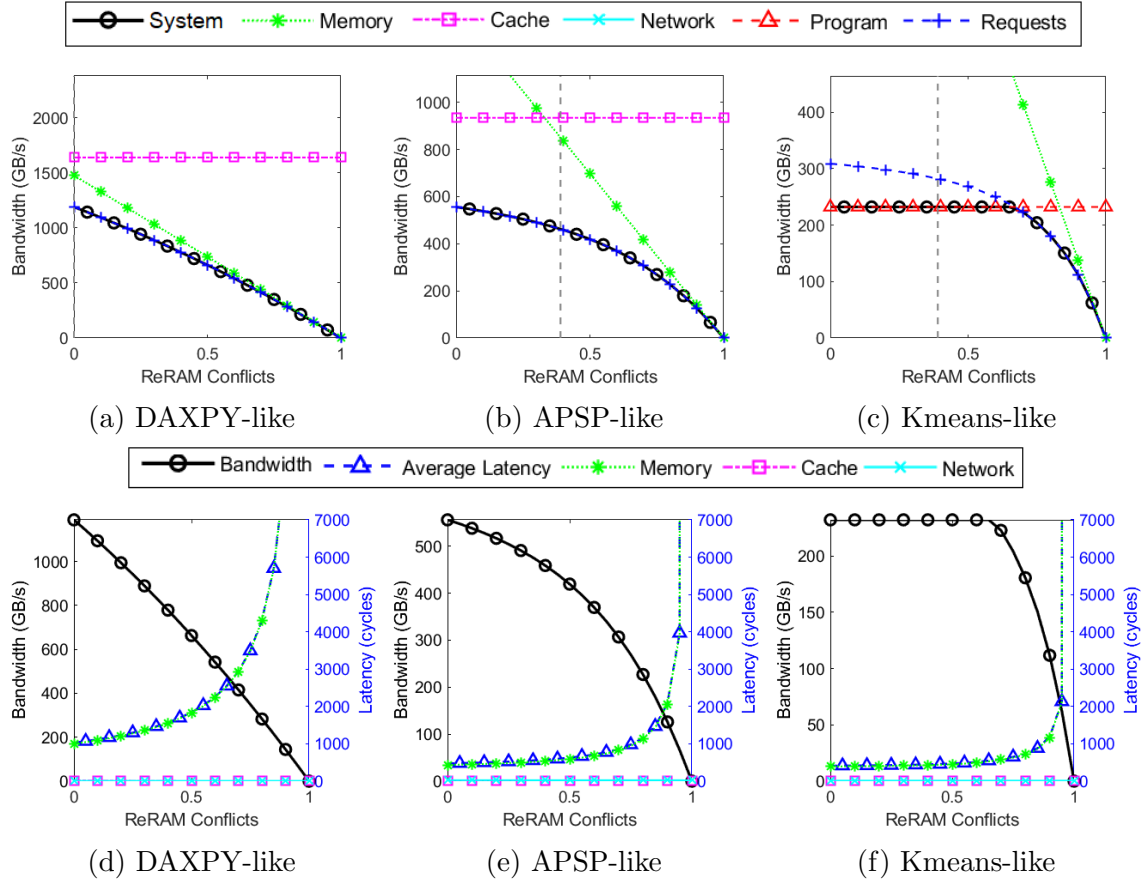 System Memory Cache Network Program Requests
Bandwidth (GB/s)
2000
1500
1000
500
0
0 0.5 1
ReRAM Conflicts
(a) DAXPY-like
Bandwidth (GB/s)
1000
800
600
400
200
0
0 0.5 1
ReRAM Conflicts
(b) APSP-like
Bandwidth (GB/s)
400
300
200
100
0
0 0.5 1
ReRAM Conflicts
(c) Kmeans-like
Bandwidth Average Latency Memory Cache Network
Bandwidth (GB/s)
1000
800
600
400
200
0
0 0.5 1
ReRAM Conflicts
7000
6000
5000
4000
3000
2000
1000
0
Latency (cycles)
(d) DAXPY-like
Bandwidth (GB/s)
500
400
300
200
100
0
0 0.5 1
ReRAM Conflicts
7000
6000
5000
4000
3000
2000
1000
0
Latency (cycles)
(e) APSP-like
Bandwidth (GB/s)
200
150
100
50
0
0 0.5 1
ReRAM Conflicts
7000
6000
5000
4000
3000
2000
1000
0
Latency (cycles)
(f) Kmeans-like